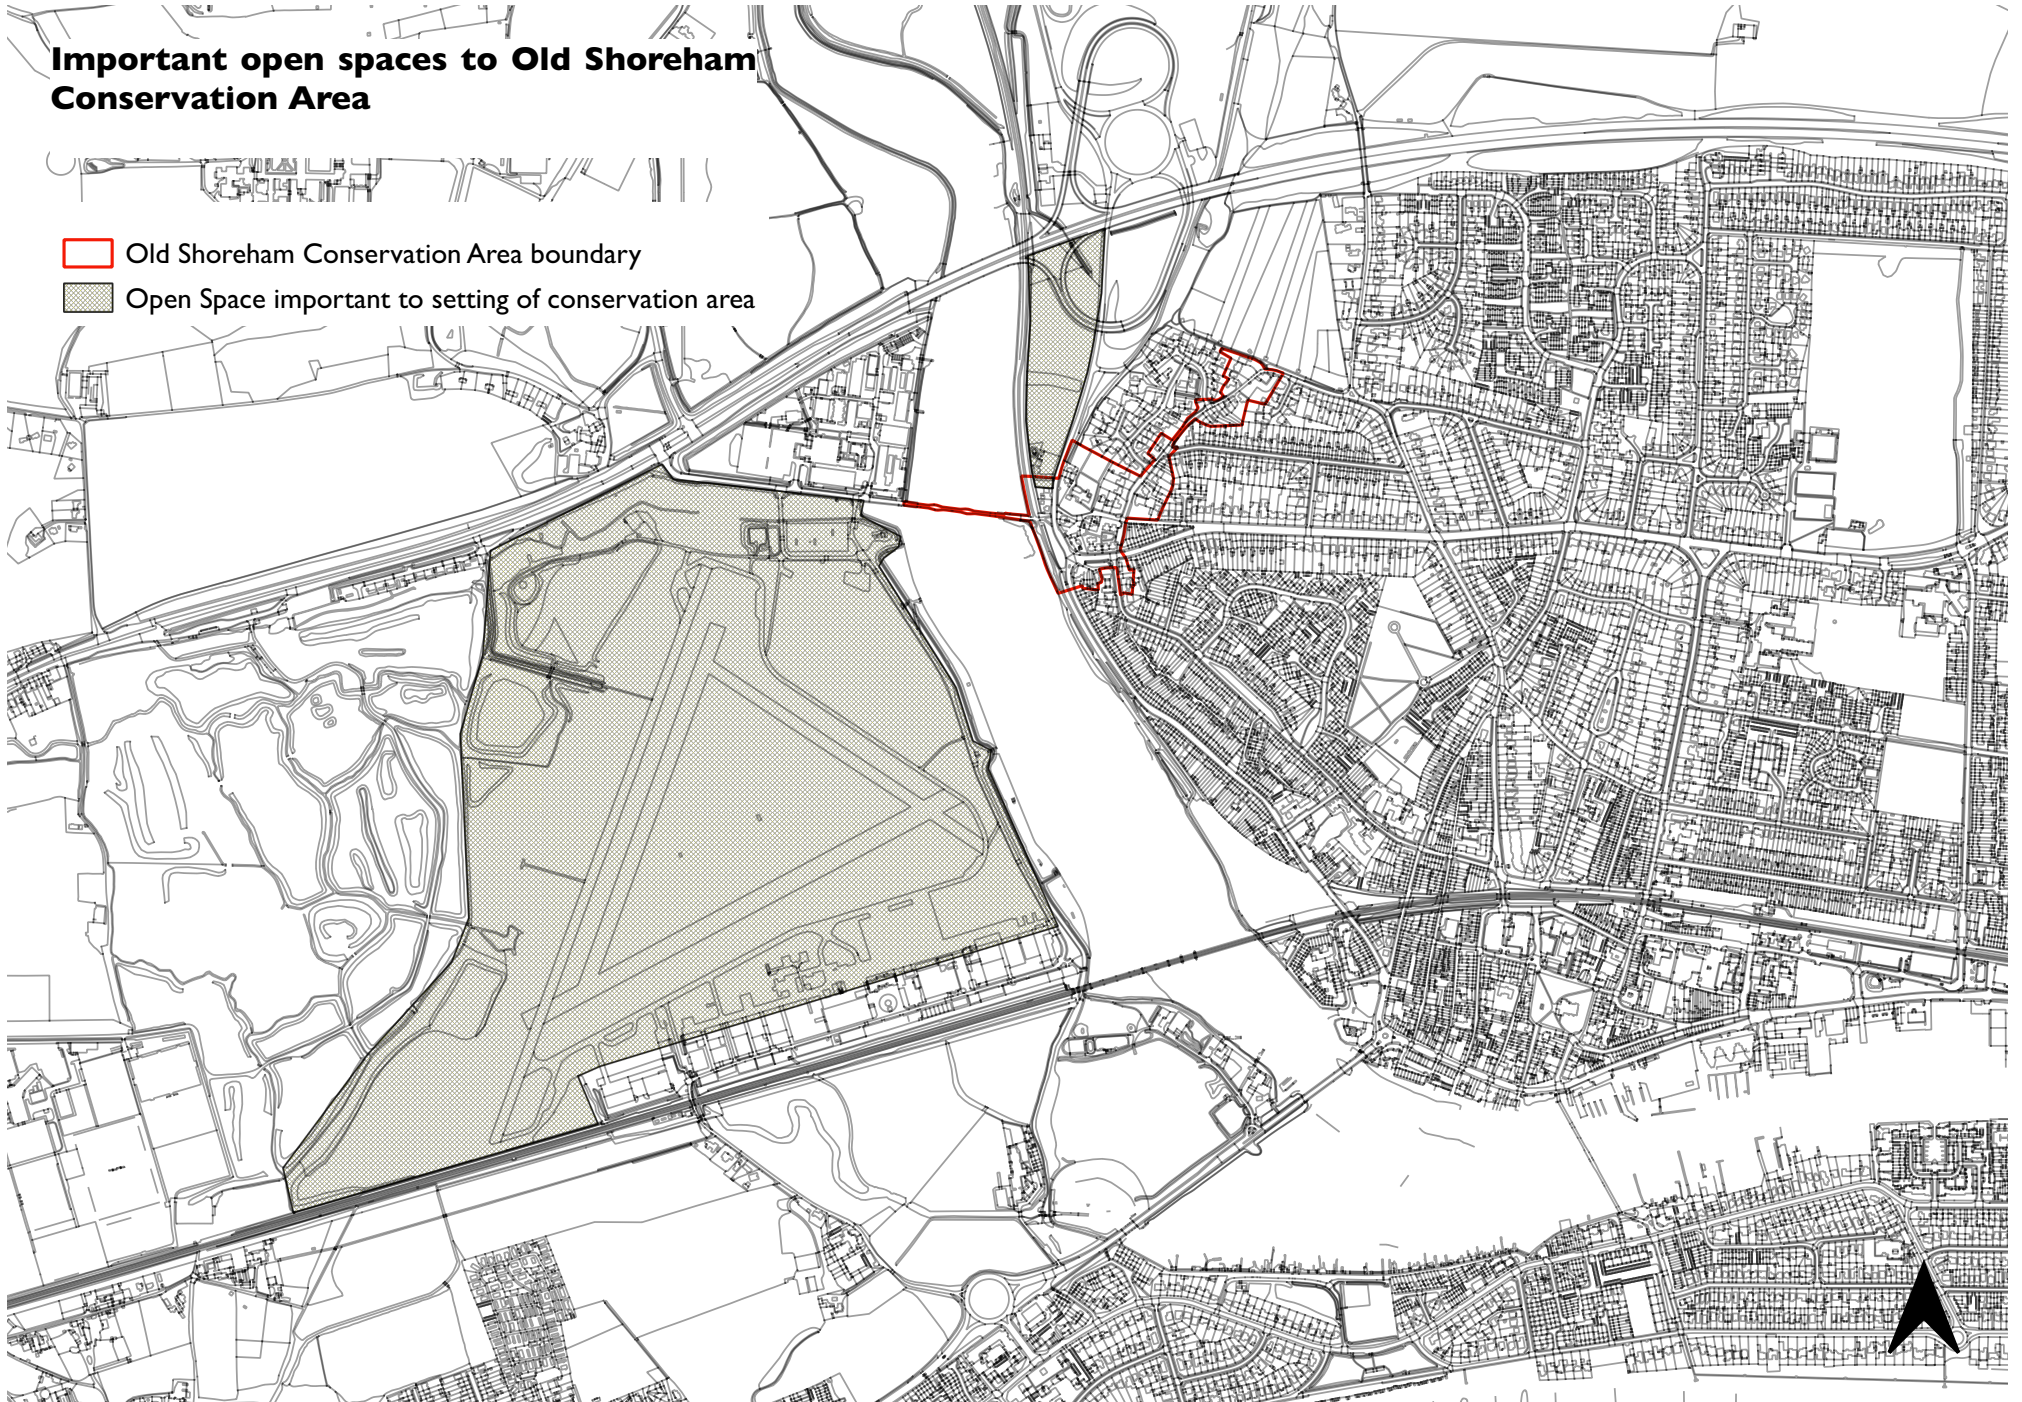 Important open spaces to Old Shoreham
Conservation Area
Old Shoreham Conservation Area boundary
Open Space important to setting of conservation area